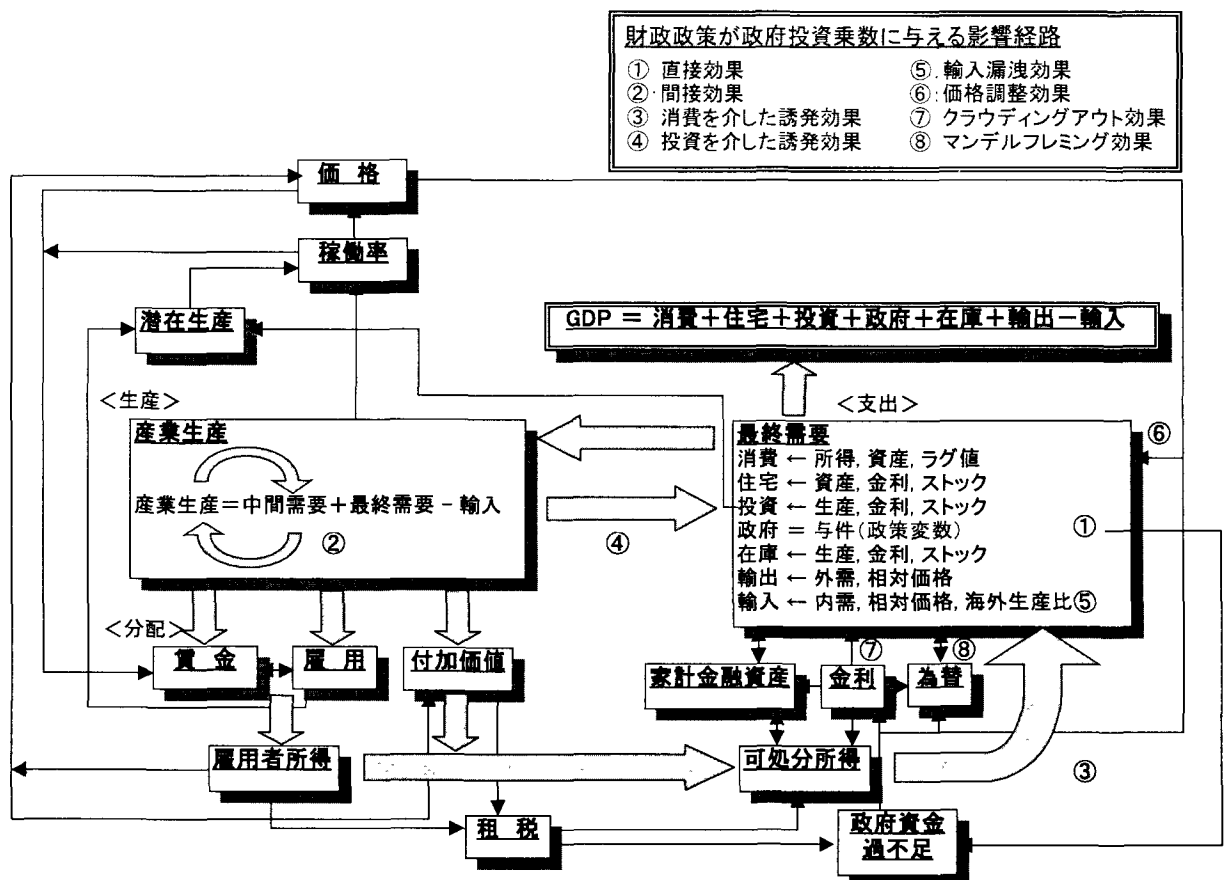 財政政策が政府投資乗数に与える影響経路
① 直接効果
② 間接効果
③ 消費を介した誘発効果
④ 投資を介した誘発効果
⑤ 輸入漏洩効果
⑥ 価格調整効果
⑦ クラウディングアウト効果
⑧ マンデルフレミング効果
価 格
稼働率
潜在生産
GDP = 消費+住宅+投資+政府+在庫+輸出-輸入
<生産>
産業生産
産業生産=中間需要+最終需要-輸入
②
④
<支出>
最終需要
消費 ← 所得, 資産, ラグ値
住宅 ← 資産, 金利, ストック
投資 ← 生産, 金利, ストック
政府 = 与件(政策変数)
①
在庫 ← 生産, 金利, ストック
輸出 ← 外需, 相対価格
輸入 ← 内需, 相対価格, 海外生産比⑤
⑥
<分配>
賃 金
雇 用
付加価値
家計金融資産
⑦
金利
⑧
為替
雇用者所得
可処分所得
③
租 税
政府資金
過不足